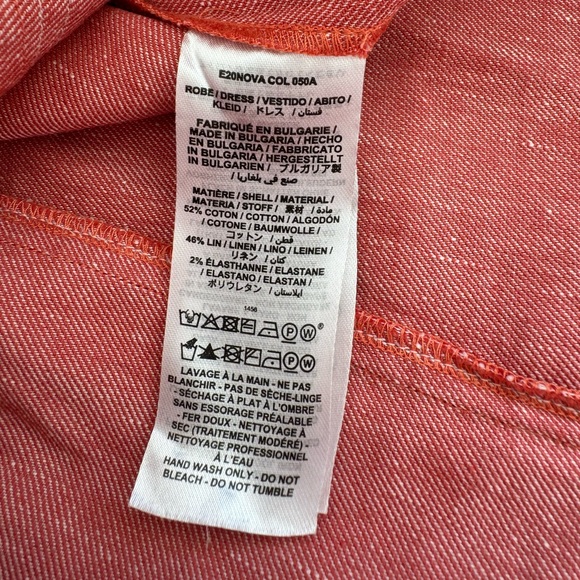 E20NOVA COL 050A
ROBE / DRESS / VESTIDO / ABITO /
KLEID / ドレス / فستان /
FABRIQUÉ EN BULGARIE /
MADE IN BULGARIA / HECHO
EN BULGARIA / FABBRICATO
IN BULGARIA / HERGESTELLT
IN BULGARIEN / ブルガリア製
/ صنع في بلغاريا /
MATIÈRE / SHELL / MATERIAL /
MATERIA / STOFF / 素材 / مادة /
52% COTON / COTTON / ALGODÓN
/ COTONE / BAUMWOLLE /
コットン / قطن /
46% LIN / LINEN / LINO / LEINEN /
リネン / كتان /
2% ÉLASTHANNE / ELASTANE /
ELASTANO / ELASTAN /
ポリウレタン / ايلاستان /
1456
P W ®
P W
LAVAGE À LA MAIN - NE PAS
BLANCHIR - PAS DE SÈCHE-LINGE
- SÉCHAGE À PLAT À L'OMBRE
SANS ESSORAGE PRÉALABLE
- FER DOUX - NETTOYAGE À
SEC (TRAITEMENT MODÉRÉ) -
NETTOYAGE PROFESSIONNEL
À L'EAU
HAND WASH ONLY - DO NOT
BLEACH - DO NOT TUMBLE